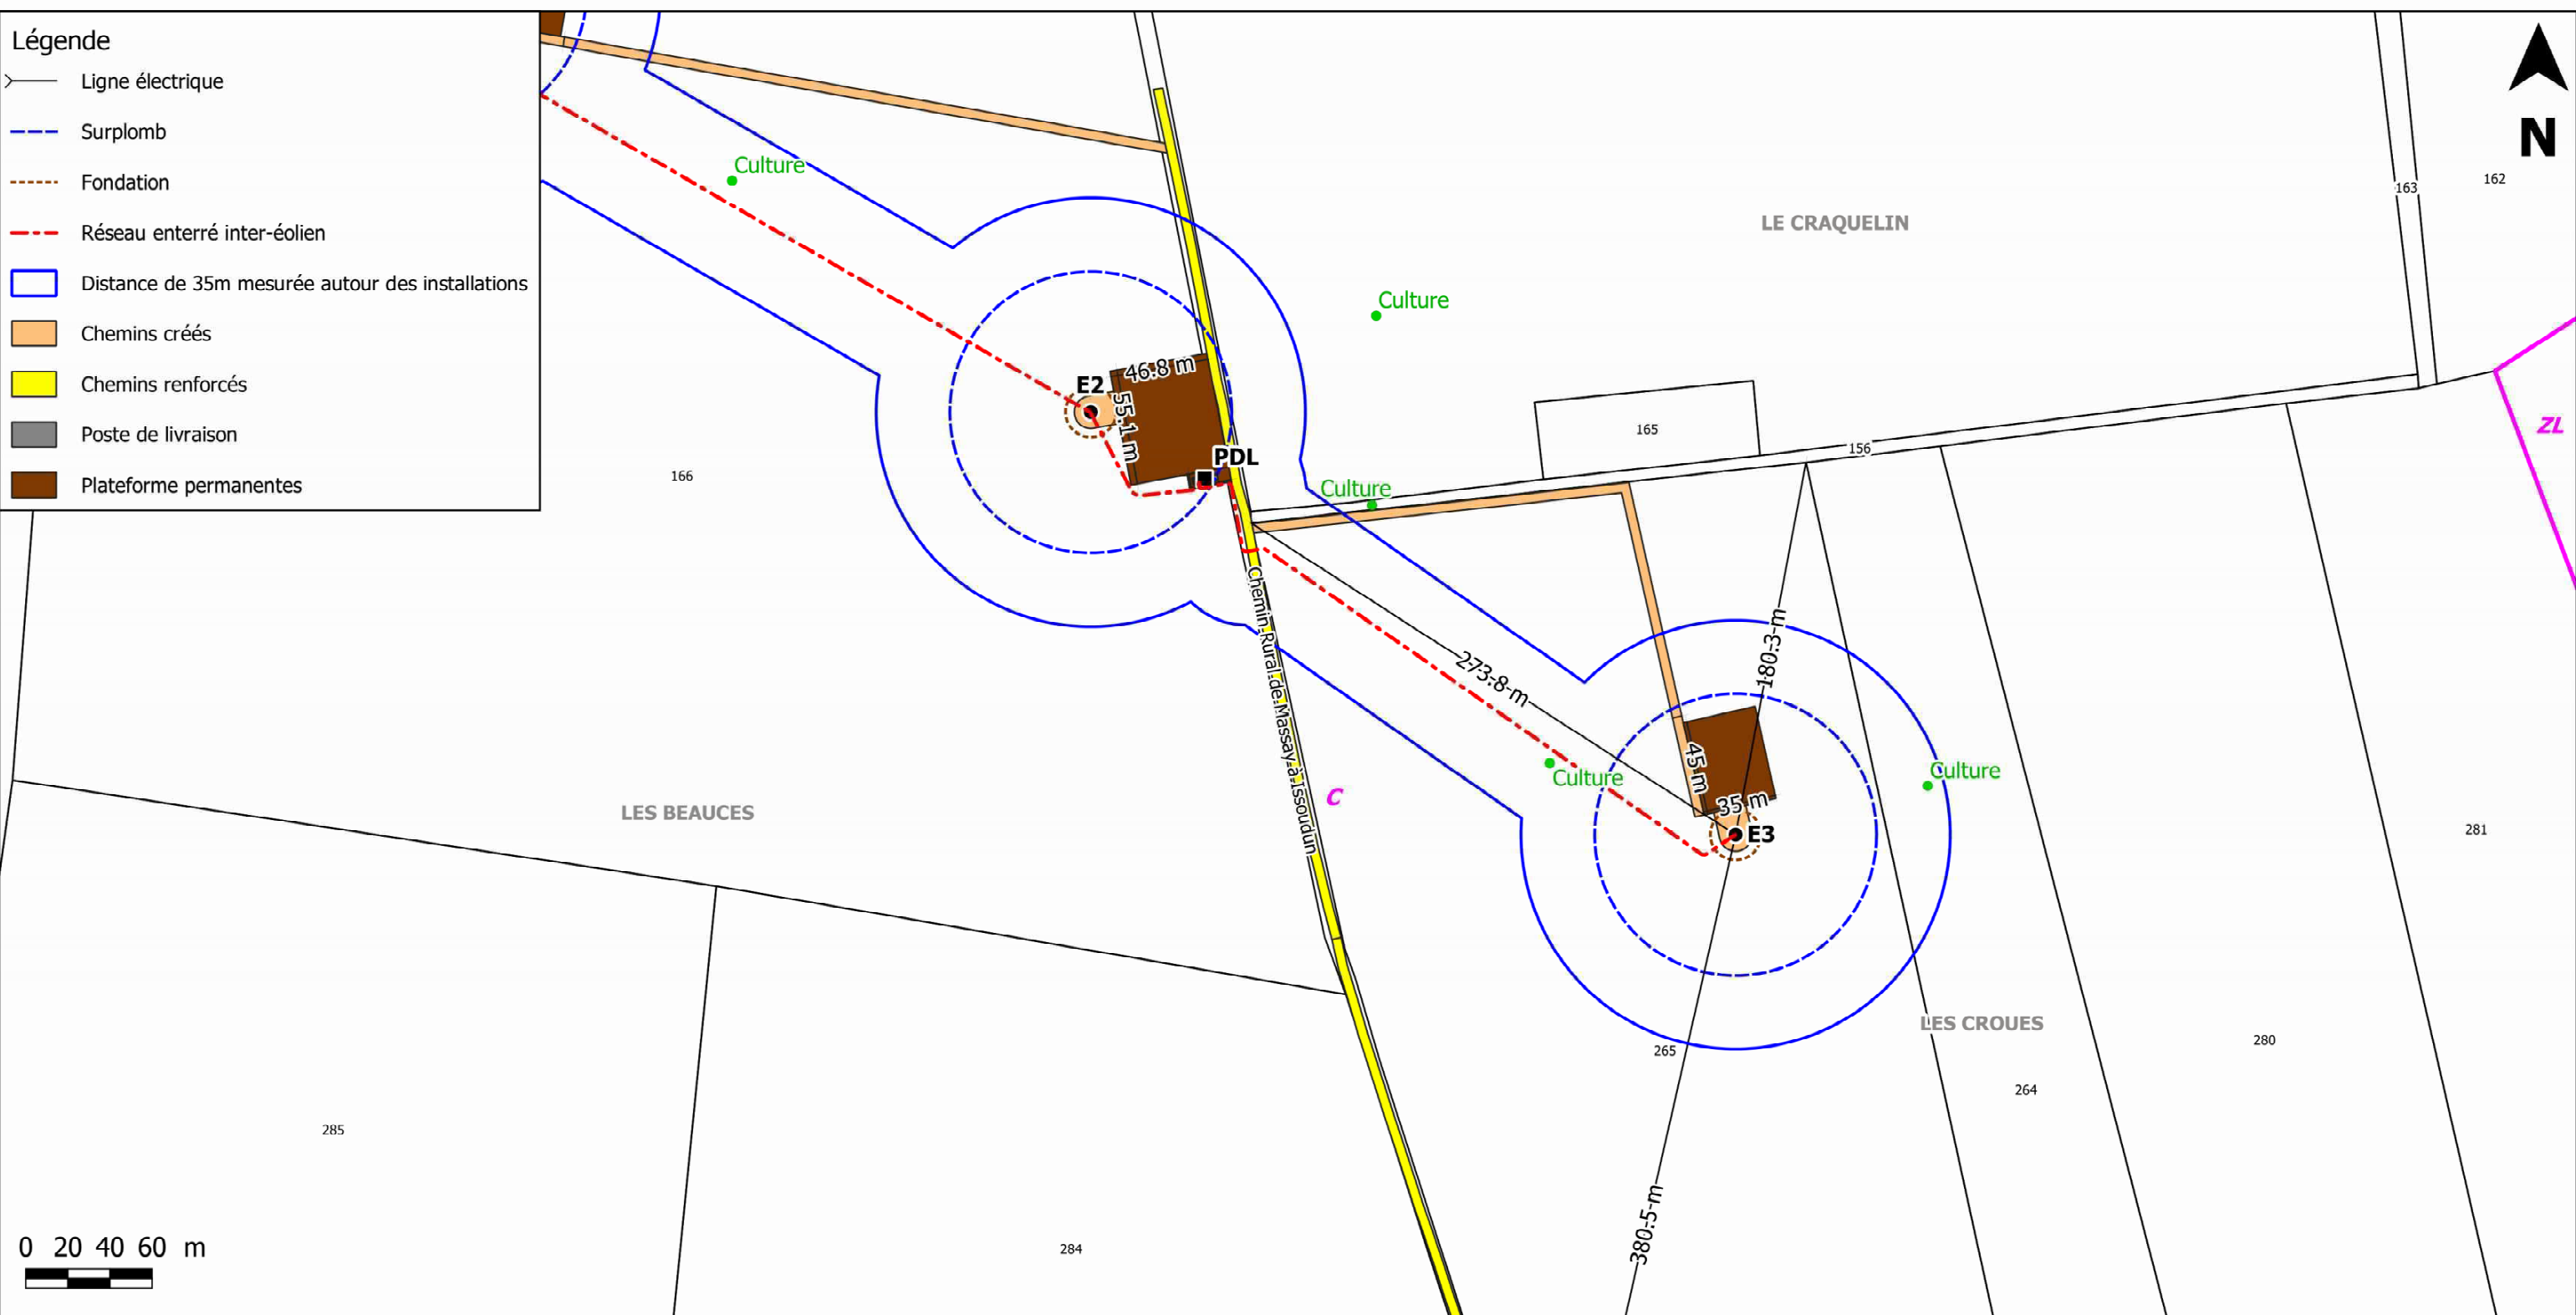 Légende
Ligne électrique
Surplomb
Fondation
Réseau enterré inter-éolien
Distance de 35m mesurée autour des installations
Chemins créés
Chemins renforcés
Poste de livraison
Plateforme permanentes
N
Culture
163
162
LE CRAQUELIN
Culture
46.8 m
E2
55.1 m
PDL
165
156
ZL
166
Culture
Chemin Rural de Massay à Issoudun
273.8 m
180.3 m
45 m
35 m
E3
Culture
Culture
C
LES BEAUCES
281
LES CROUES
265
280
264
285
284
380.5 m
0 20 40 60 m